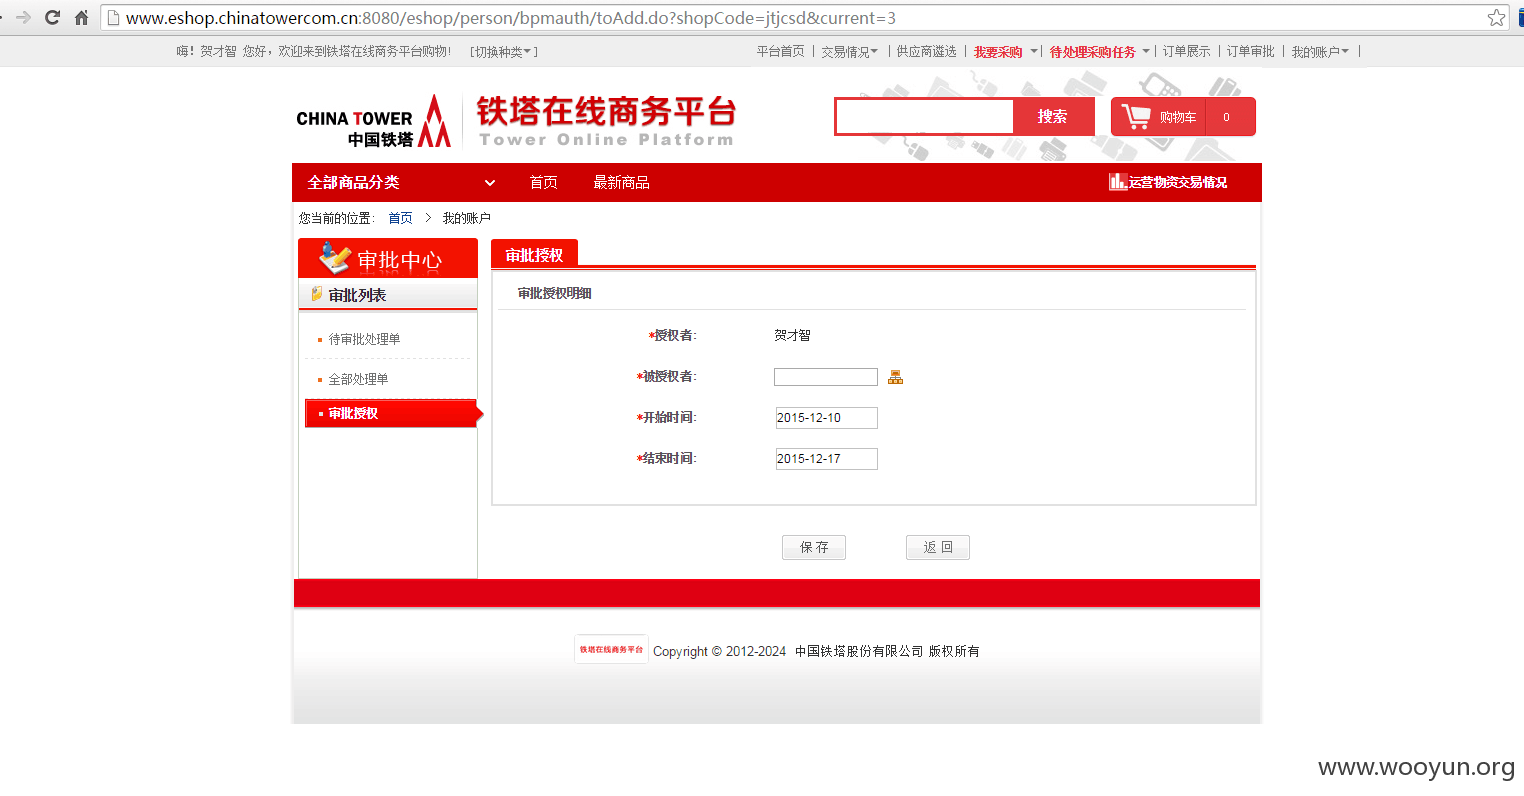 www.eshop.chinatowercom.cn:8080/eshop/person/bpmauth/toAdd.do?shopCode=jtjcsd&current=3
嗨！贺才智 您好，欢迎来到铁塔在线商务平台购物! [切换种类▾] 平台首页 | 交易情况▾ | 供应商遴选 | 我要采购 ▾ | 待处理采购任务 ▾ | 订单展示 | 订单审批 | 我的账户▾ |
CHINA TOWER
中国铁塔
铁塔在线商务平台
Tower Online Platform
搜索
购物车 0
全部商品分类 首页 最新商品 运营物资交易情况
您当前的位置： 首页 > 我的账户
审批中心
审批列表
待审批处理单
全部处理单
审批授权
审批授权
审批授权明细
*授权者： 贺才智
*被授权者：
*开始时间： 2015-12-10
*结束时间： 2015-12-17
保 存 返 回
铁塔在线商务平台 Copyright © 2012-2024 中国铁塔股份有限公司 版权所有
www.wooyun.org